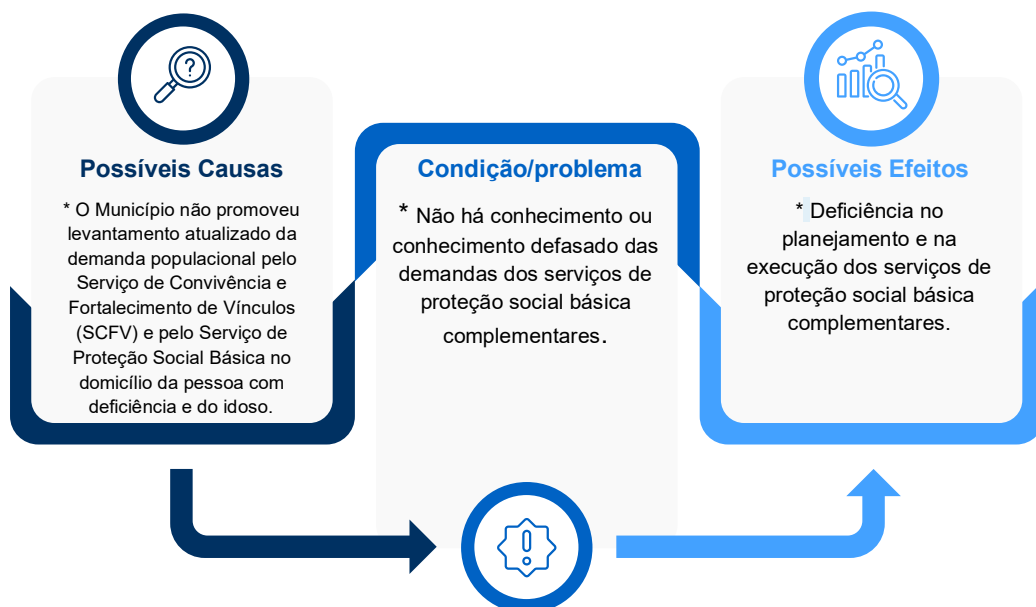 Possíveis Causas
* O Município não promoveu
levantamento atualizado da
demanda populacional pelo
Serviço de Convivência e
Fortalecimento de Vínculos
(SCFV) e pelo Serviço de
Proteção Social Básica no
domicílio da pessoa com
deficiência e do idoso.
Condição/problema
* Não há conhecimento ou
conhecimento defasado das
demandas dos serviços de
proteção social básica
complementares.
Possíveis Efeitos
* Deficiência no
planejamento e na
execução dos serviços de
proteção social básica
complementares.